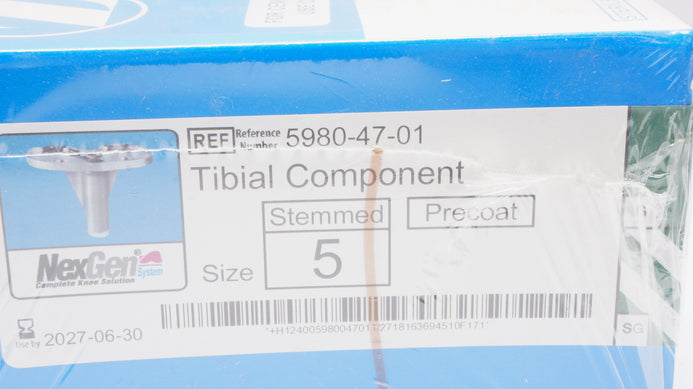 REF Reference Number 5980-47-01
Tibial Component
Stemmed Precoat
Size 5
NexGen® System
Complete Knee Solution
Use by 2027-06-30
SG